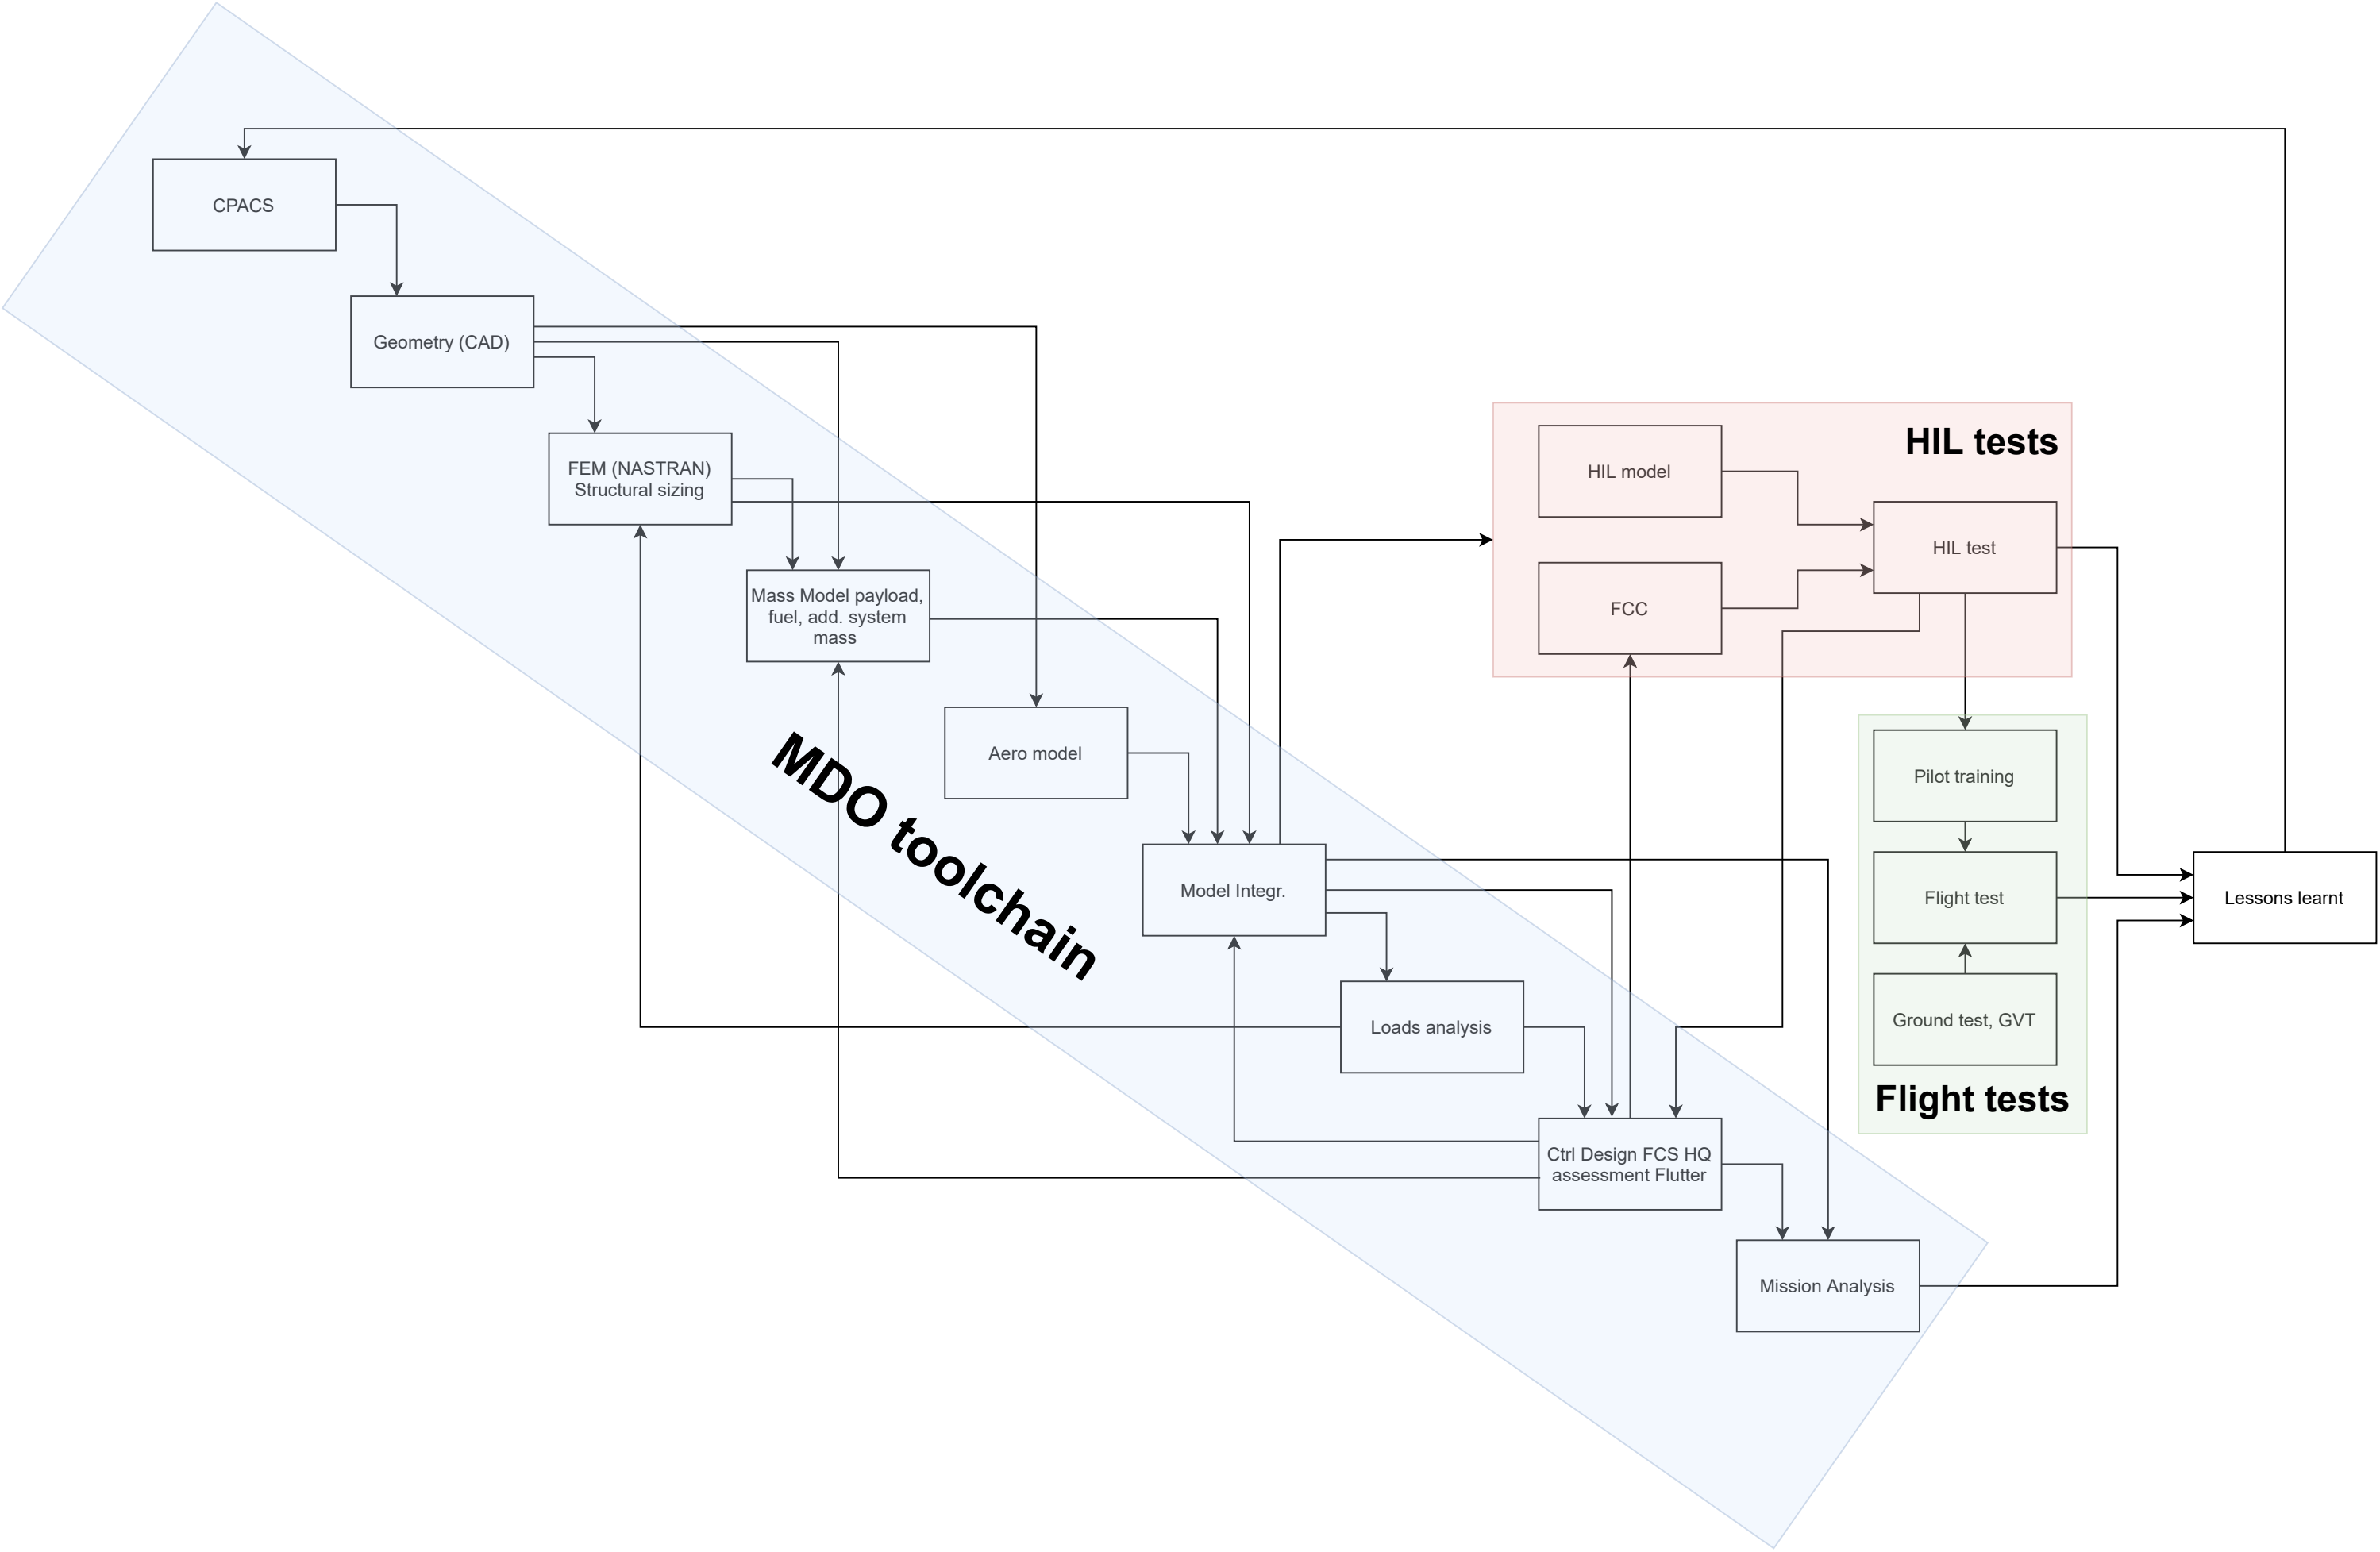 CPACS
Geometry (CAD)
FEM (NASTRAN)
Structural sizing
HIL tests
HIL model
HIL test
FCC
Mass Model payload,
fuel, add. system
mass
Aero model
MDO toolchain
Pilot training
Model Integr.
Flight test
Lessons learnt
Loads analysis
Ground test, GVT
Flight tests
Ctrl Design FCS HQ
assessment Flutter
Mission Analysis